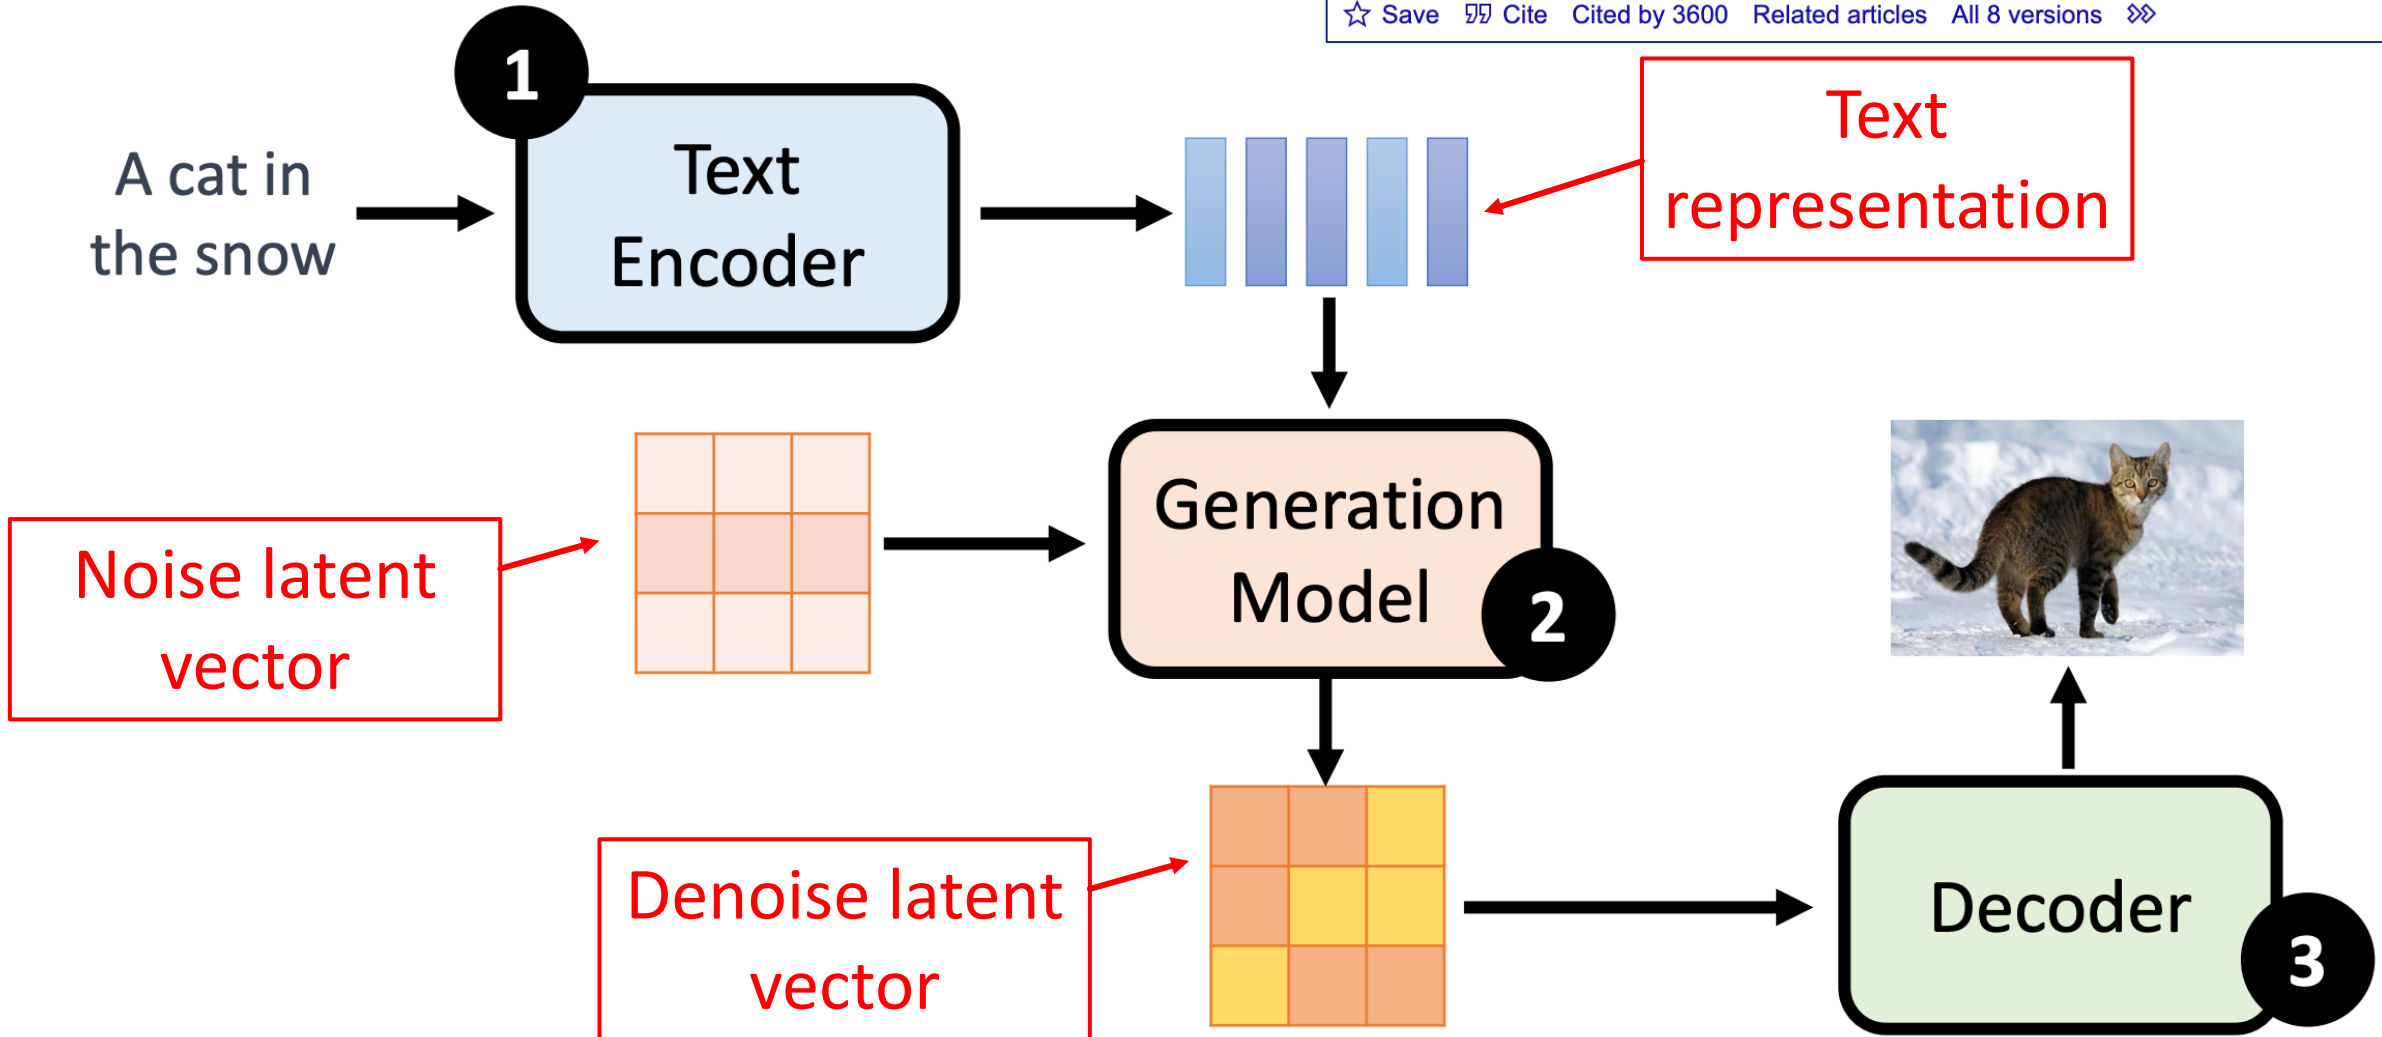 Save Cite Cited by 3600 Related articles All 8 versions
1
Text
representation
A cat in
the snow
Text
Encoder
Noise latent
vector
Generation
Model
2
Denoise latent
vector
Decoder
3